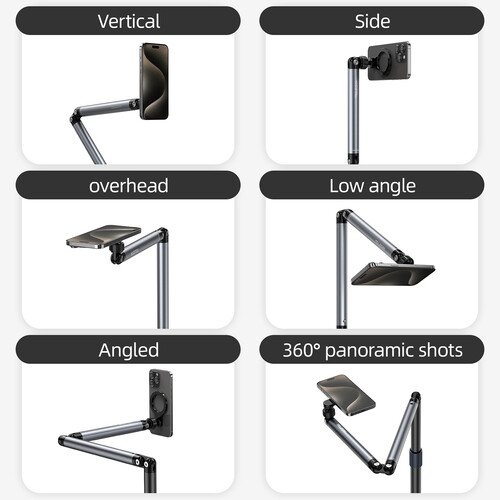 Vertical
Side
overhead
Low angle
Angled
360° panoramic shots